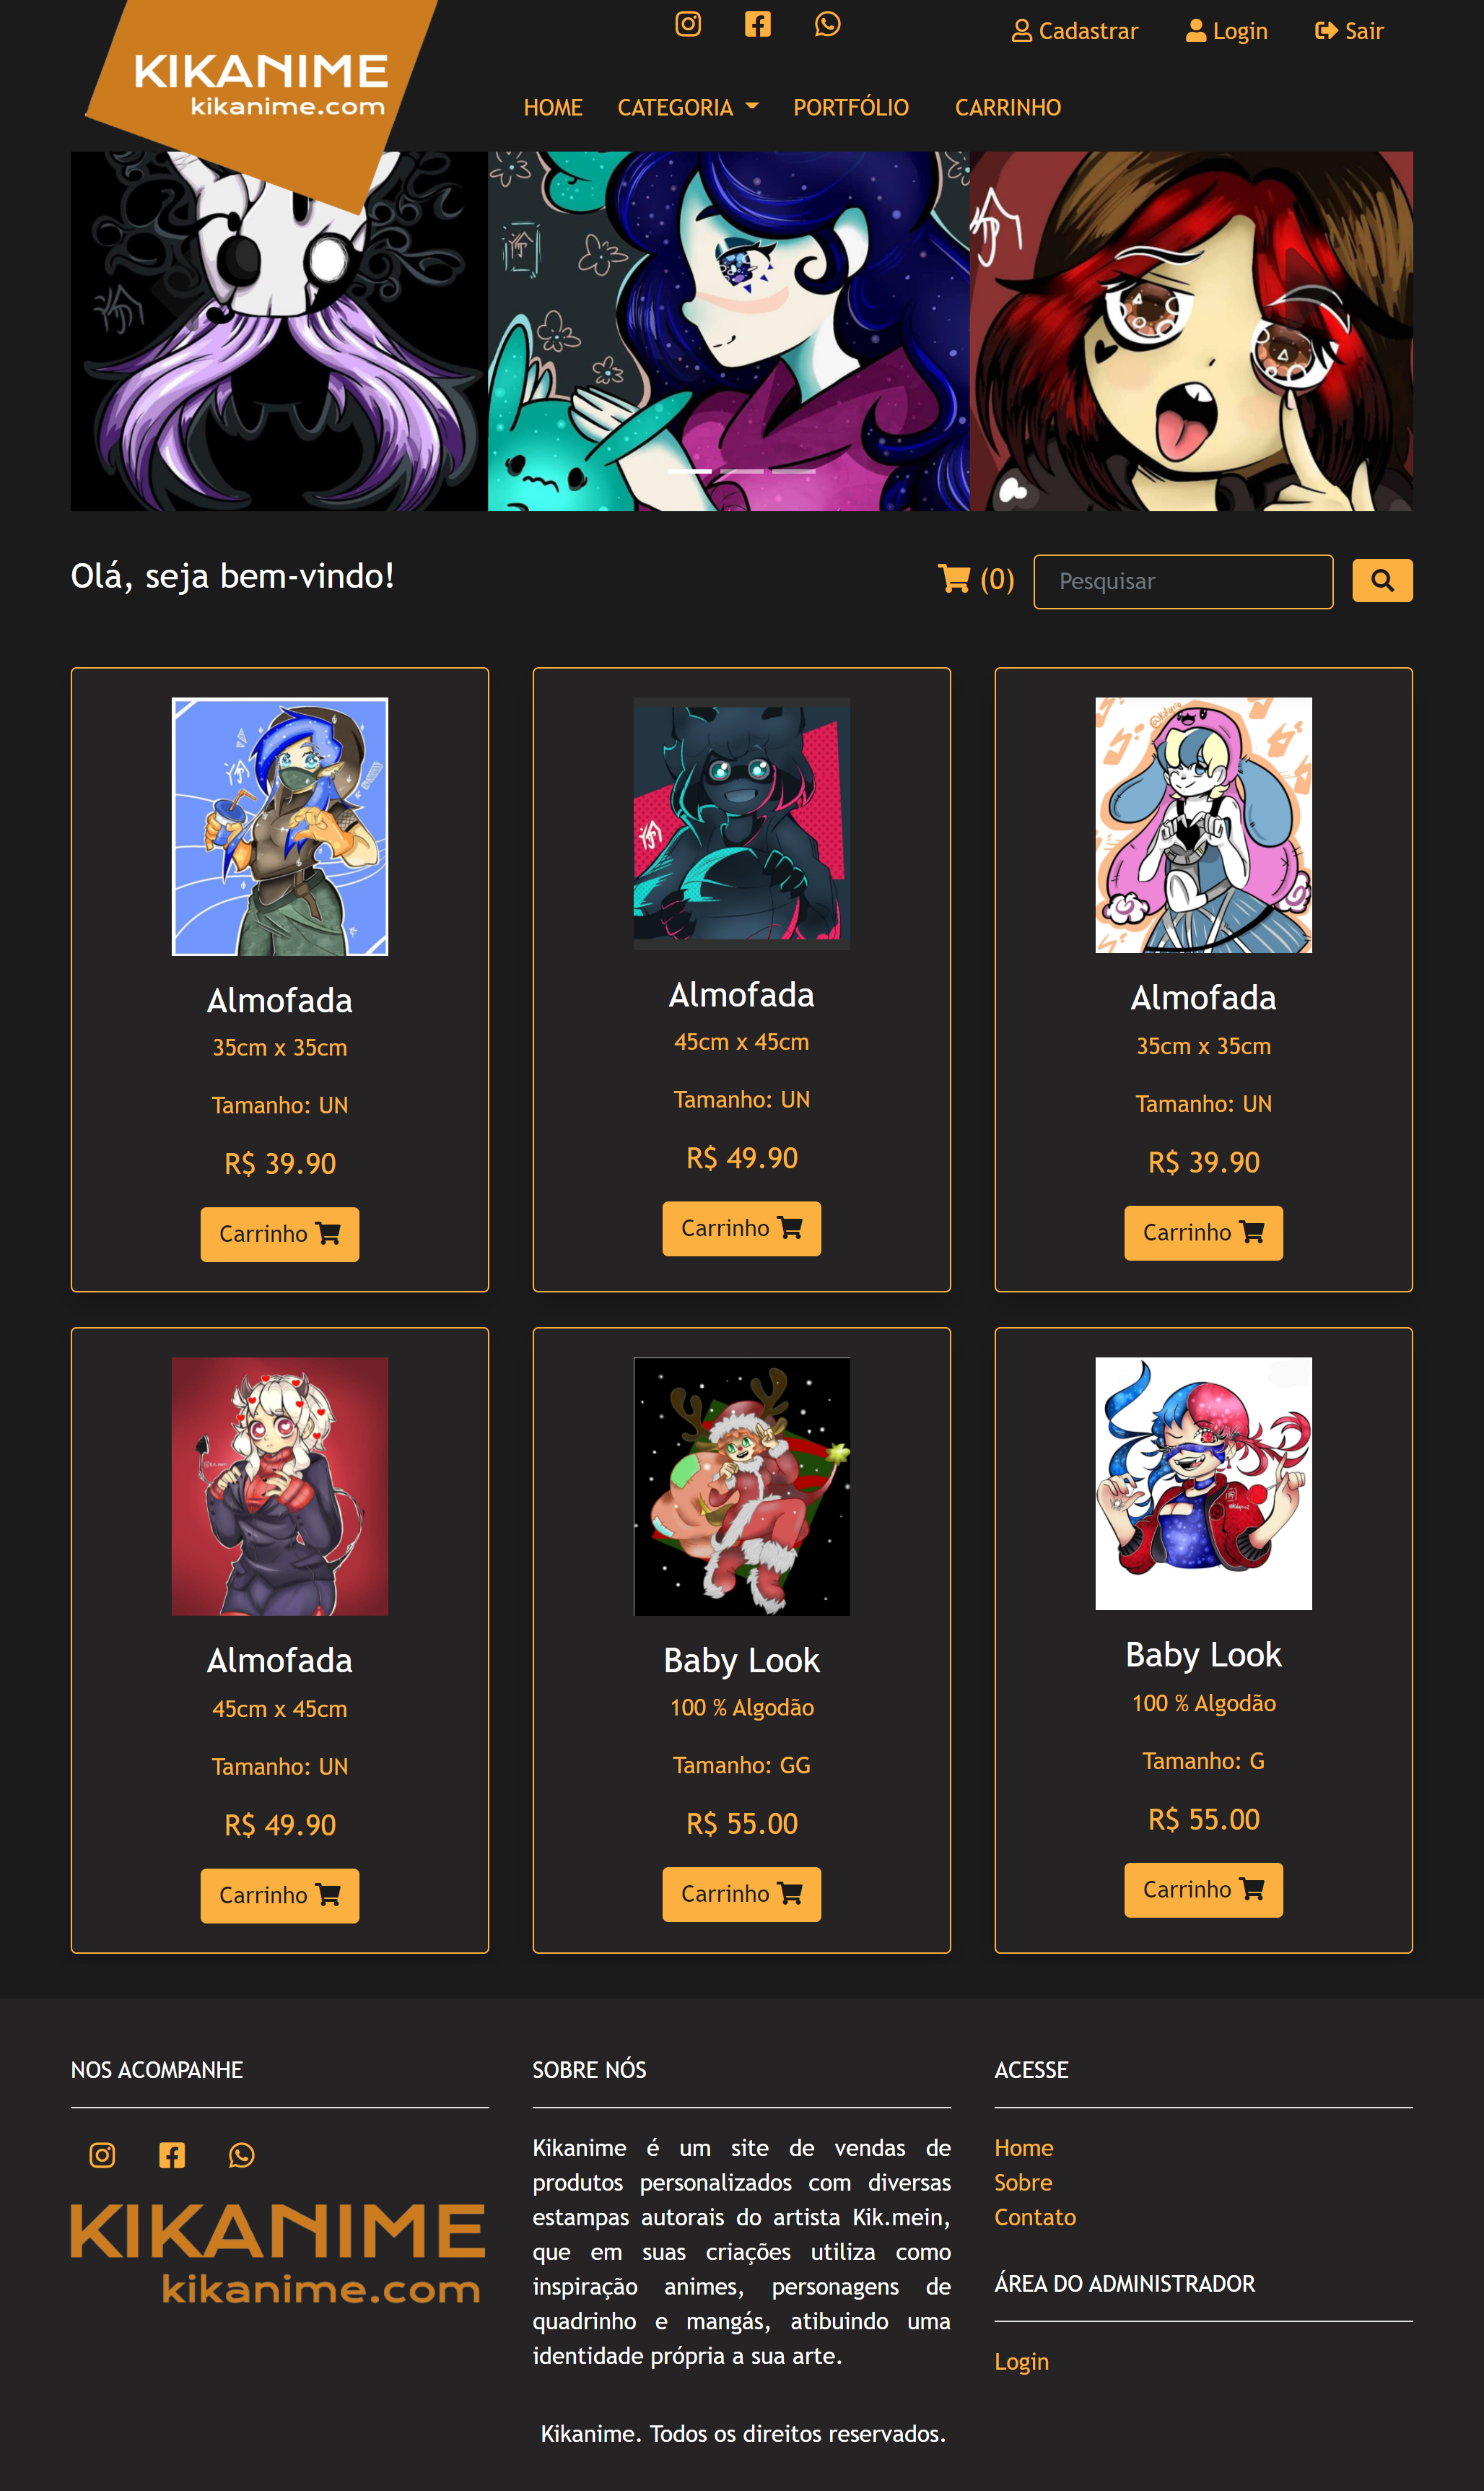 KIKANIME
kikanime.com
Cadastrar
Login
Sair
HOME
CATEGORIA
PORTFÓLIO
CARRINHO
Olá, seja bem-vindo!
(0)
Pesquisar
Almofada
35cm x 35cm
Tamanho: UN
R$ 39.90
Carrinho
Almofada
45cm x 45cm
Tamanho: UN
R$ 49.90
Carrinho
Almofada
35cm x 35cm
Tamanho: UN
R$ 39.90
Carrinho
Almofada
45cm x 45cm
Tamanho: UN
R$ 49.90
Carrinho
Baby Look
100 % Algodão
Tamanho: GG
R$ 55.00
Carrinho
Baby Look
100 % Algodão
Tamanho: G
R$ 55.00
Carrinho
NOS ACOMPANHE
KIKANIME
kikanime.com
SOBRE NÓS
Kikanime é um site de vendas de
produtos personalizados com diversas
estampas autorais do artista Kik.mein,
que em suas criações utiliza como
inspiração animes, personagens de
quadrinho e mangás, atibuindo uma
identidade própria a sua arte.
ACESSE
Home
Sobre
Contato
ÁREA DO ADMINISTRADOR
Login
Kikanime. Todos os direitos reservados.